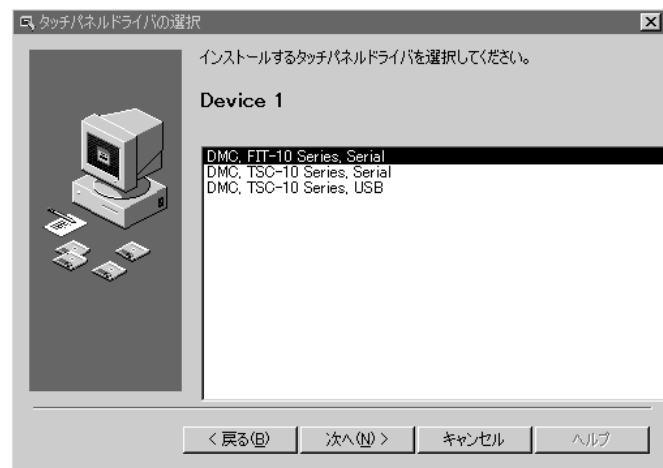 タッチパネルドライバの選択
インストールするタッチパネルドライバを選択してください。
Device 1
DMC, FIT-10 Series, Serial
DMC, TSC-10 Series, Serial
DMC, TSC-10 Series, USB
< 戻る(B)
次へ(N) >
キャンセル
ヘルプ